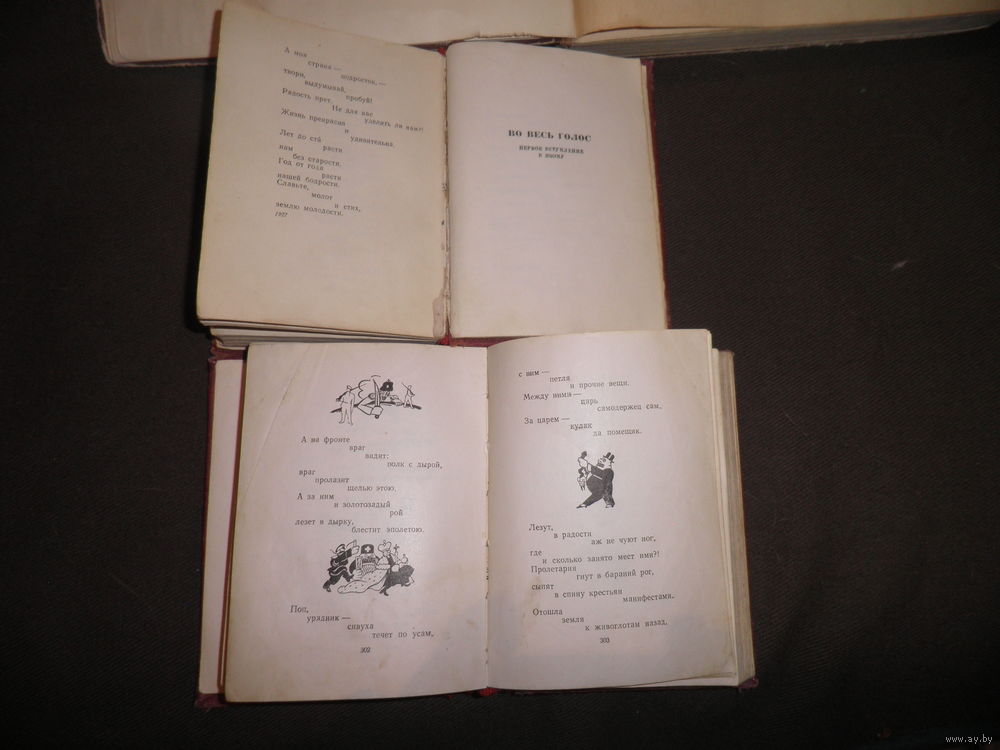 А моя
страна —
подросток, —
твори,
выдумывай,
пробуй!
Радость прет.
Не для вас
уделить ли нам?!
Жизнь прекрасна
и
удивительна.
Лет до ста́
расти
нам
без старости.
Год от года
расти
нашей бодрости.
Славьте,
молот
и стих,
землю молодости.
1927
ВО ВЕСЬ ГОЛОС
ПЕРВОЕ ВСТУПЛЕНИЕ
В ПОЭМУ
А на фронте
враг
видит:
полк с дырой,
враг
пролазит
щелью этою.
А за ним
и золотозадый
рой
лезет в дырку,
блестит эполетою.
Поп,
урядник —
сивуха
течет по усам,
302
с ним —
петля
и прочие вещи.
Между ними —
царь
самодержец сам,
За царем —
кулак
да помещик.
Лезут,
в радости
аж не чуют ног,
где
и сколько занято мест ими?!
Пролетария
гнут в бараний рог,
сыпят
в спину крестьян
манифестами.
Отошла
земля
к живоглотам назад,
303
www.ay.by